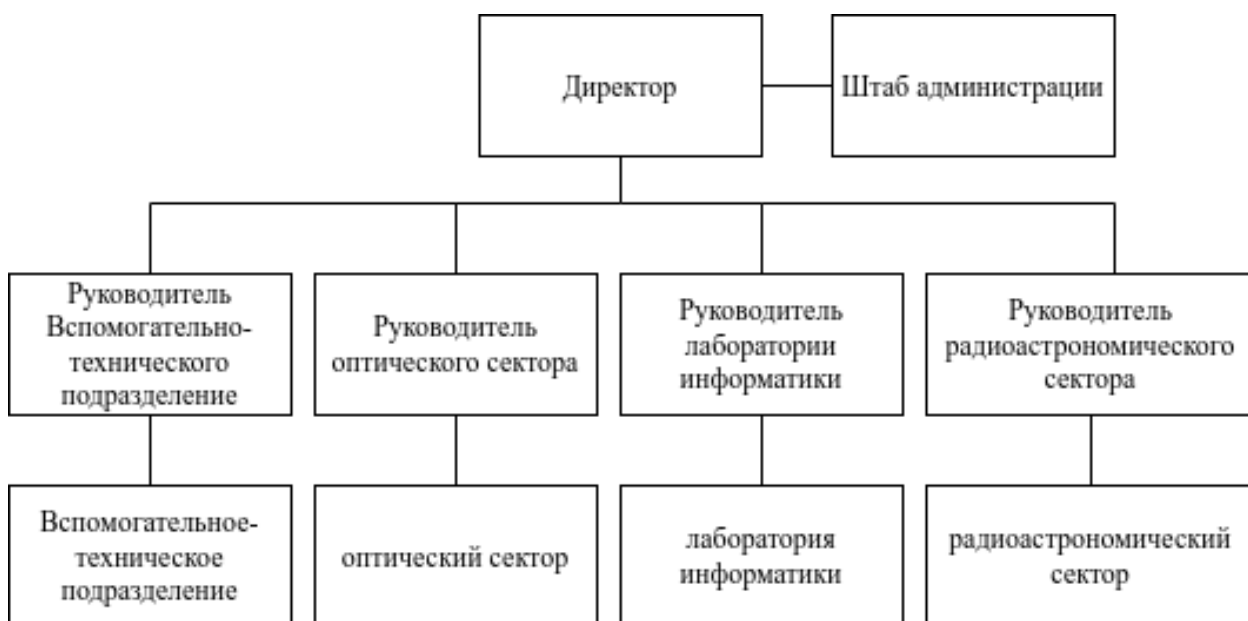 Директор
Штаб администрации
Руководитель
Вспомогательно-
технического
подразделение
Руководитель
оптического сектора
Руководитель
лаборатории
информатики
Руководитель
радиоастрономического
сектора
Вспомогательное-
техническое
подразделение
оптический сектор
лаборатория
информатики
радиоастрономический
сектор